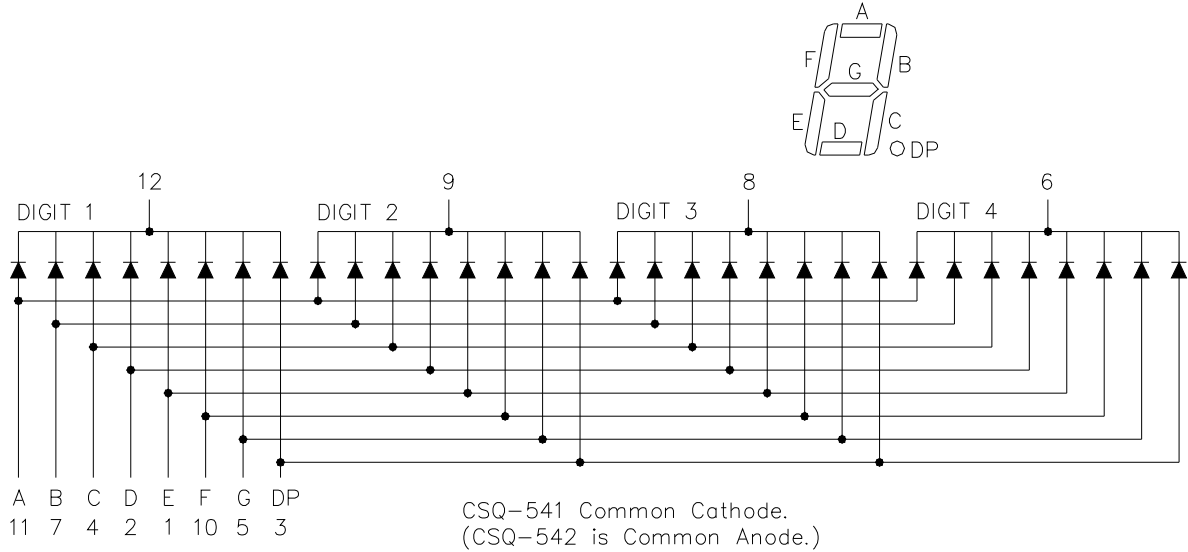 A
F
B
G
E
D
C
DP
12
9
8
6
DIGIT 1
DIGIT 2
DIGIT 3
DIGIT 4
A B C D E F G DP
11 7 4 2 1 10 5 3
CSQ-541 Common Cathode.
(CSQ-542 is Common Anode.)